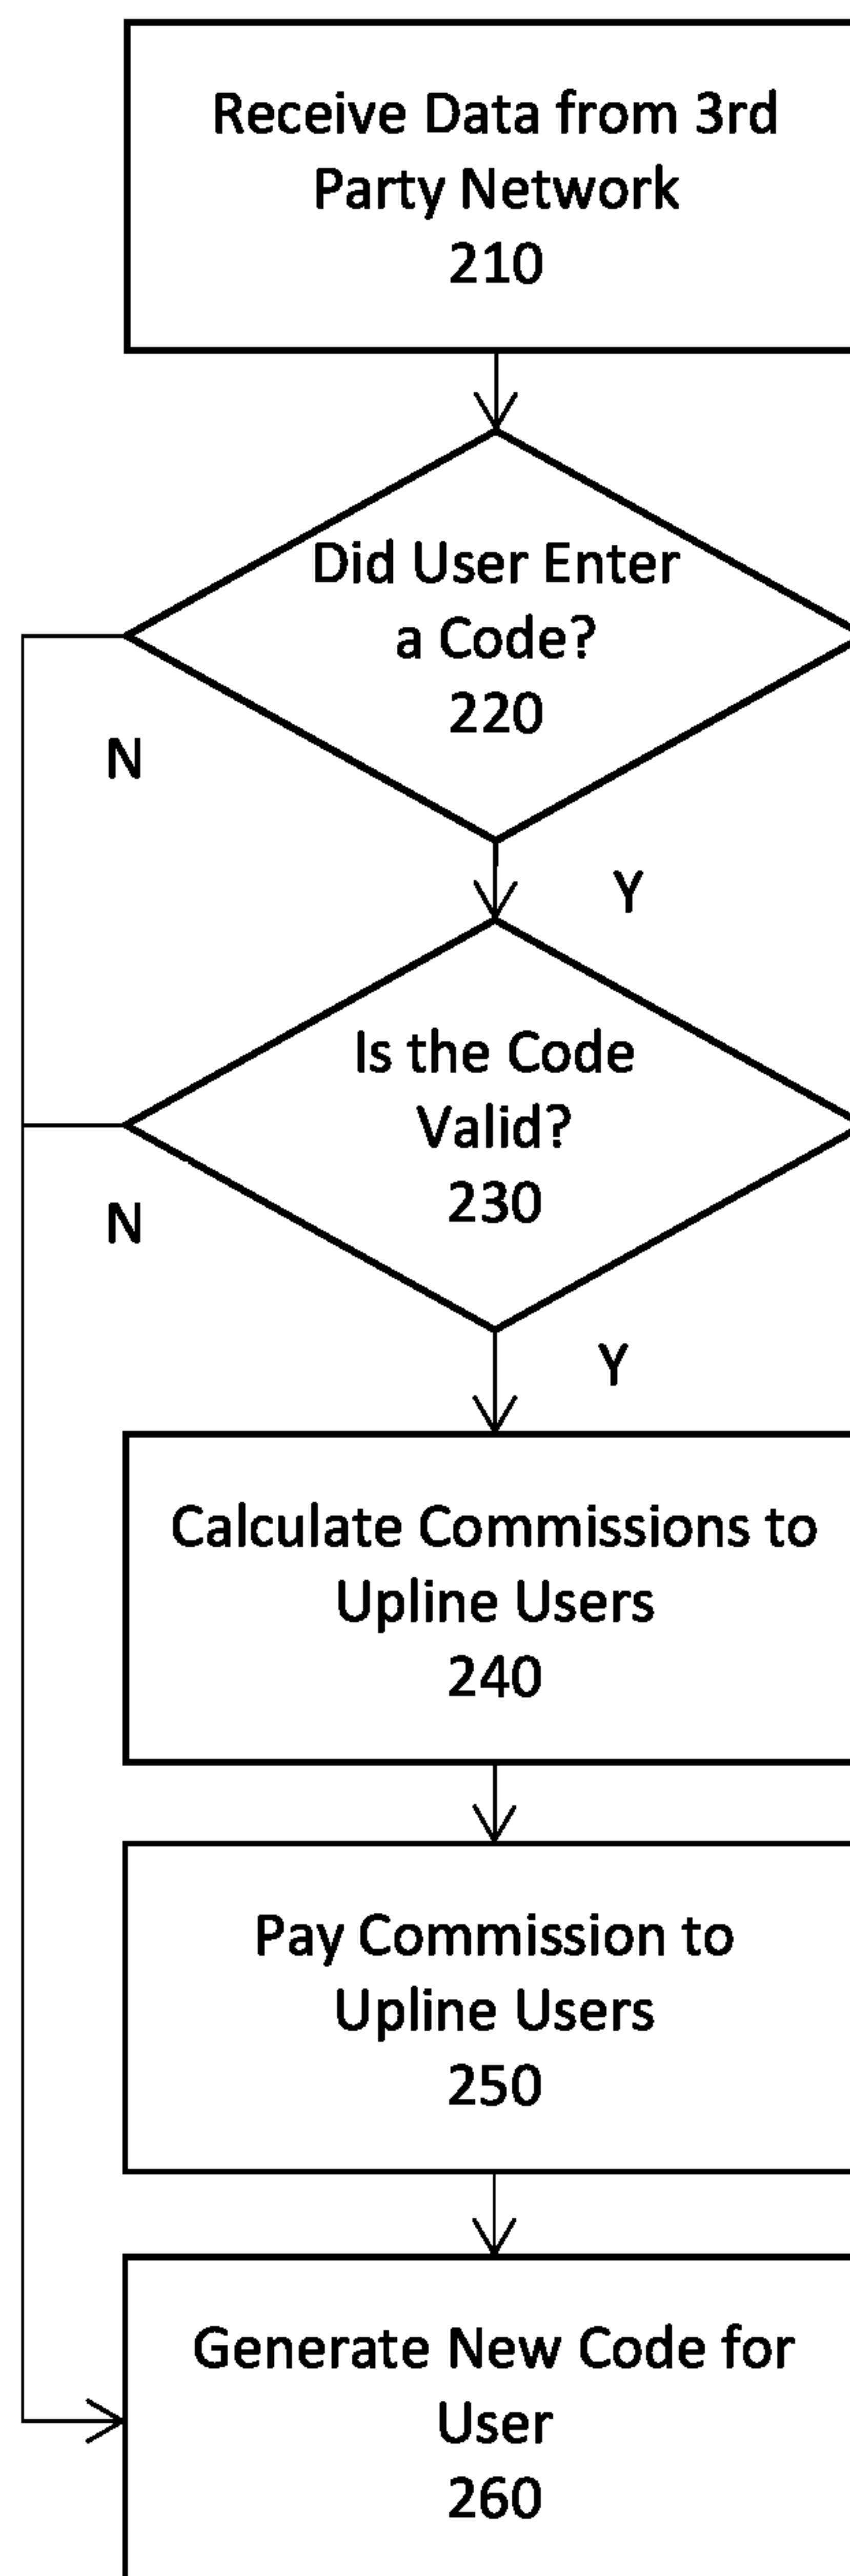 Receive Data from 3rd
Party Network
210
Did User Enter
a Code?
220
N
Y
Is the Code
Valid?
230
N
Y
Calculate Commissions to
Upline Users
240
Pay Commission to
Upline Users
250
Generate New Code for
User
260